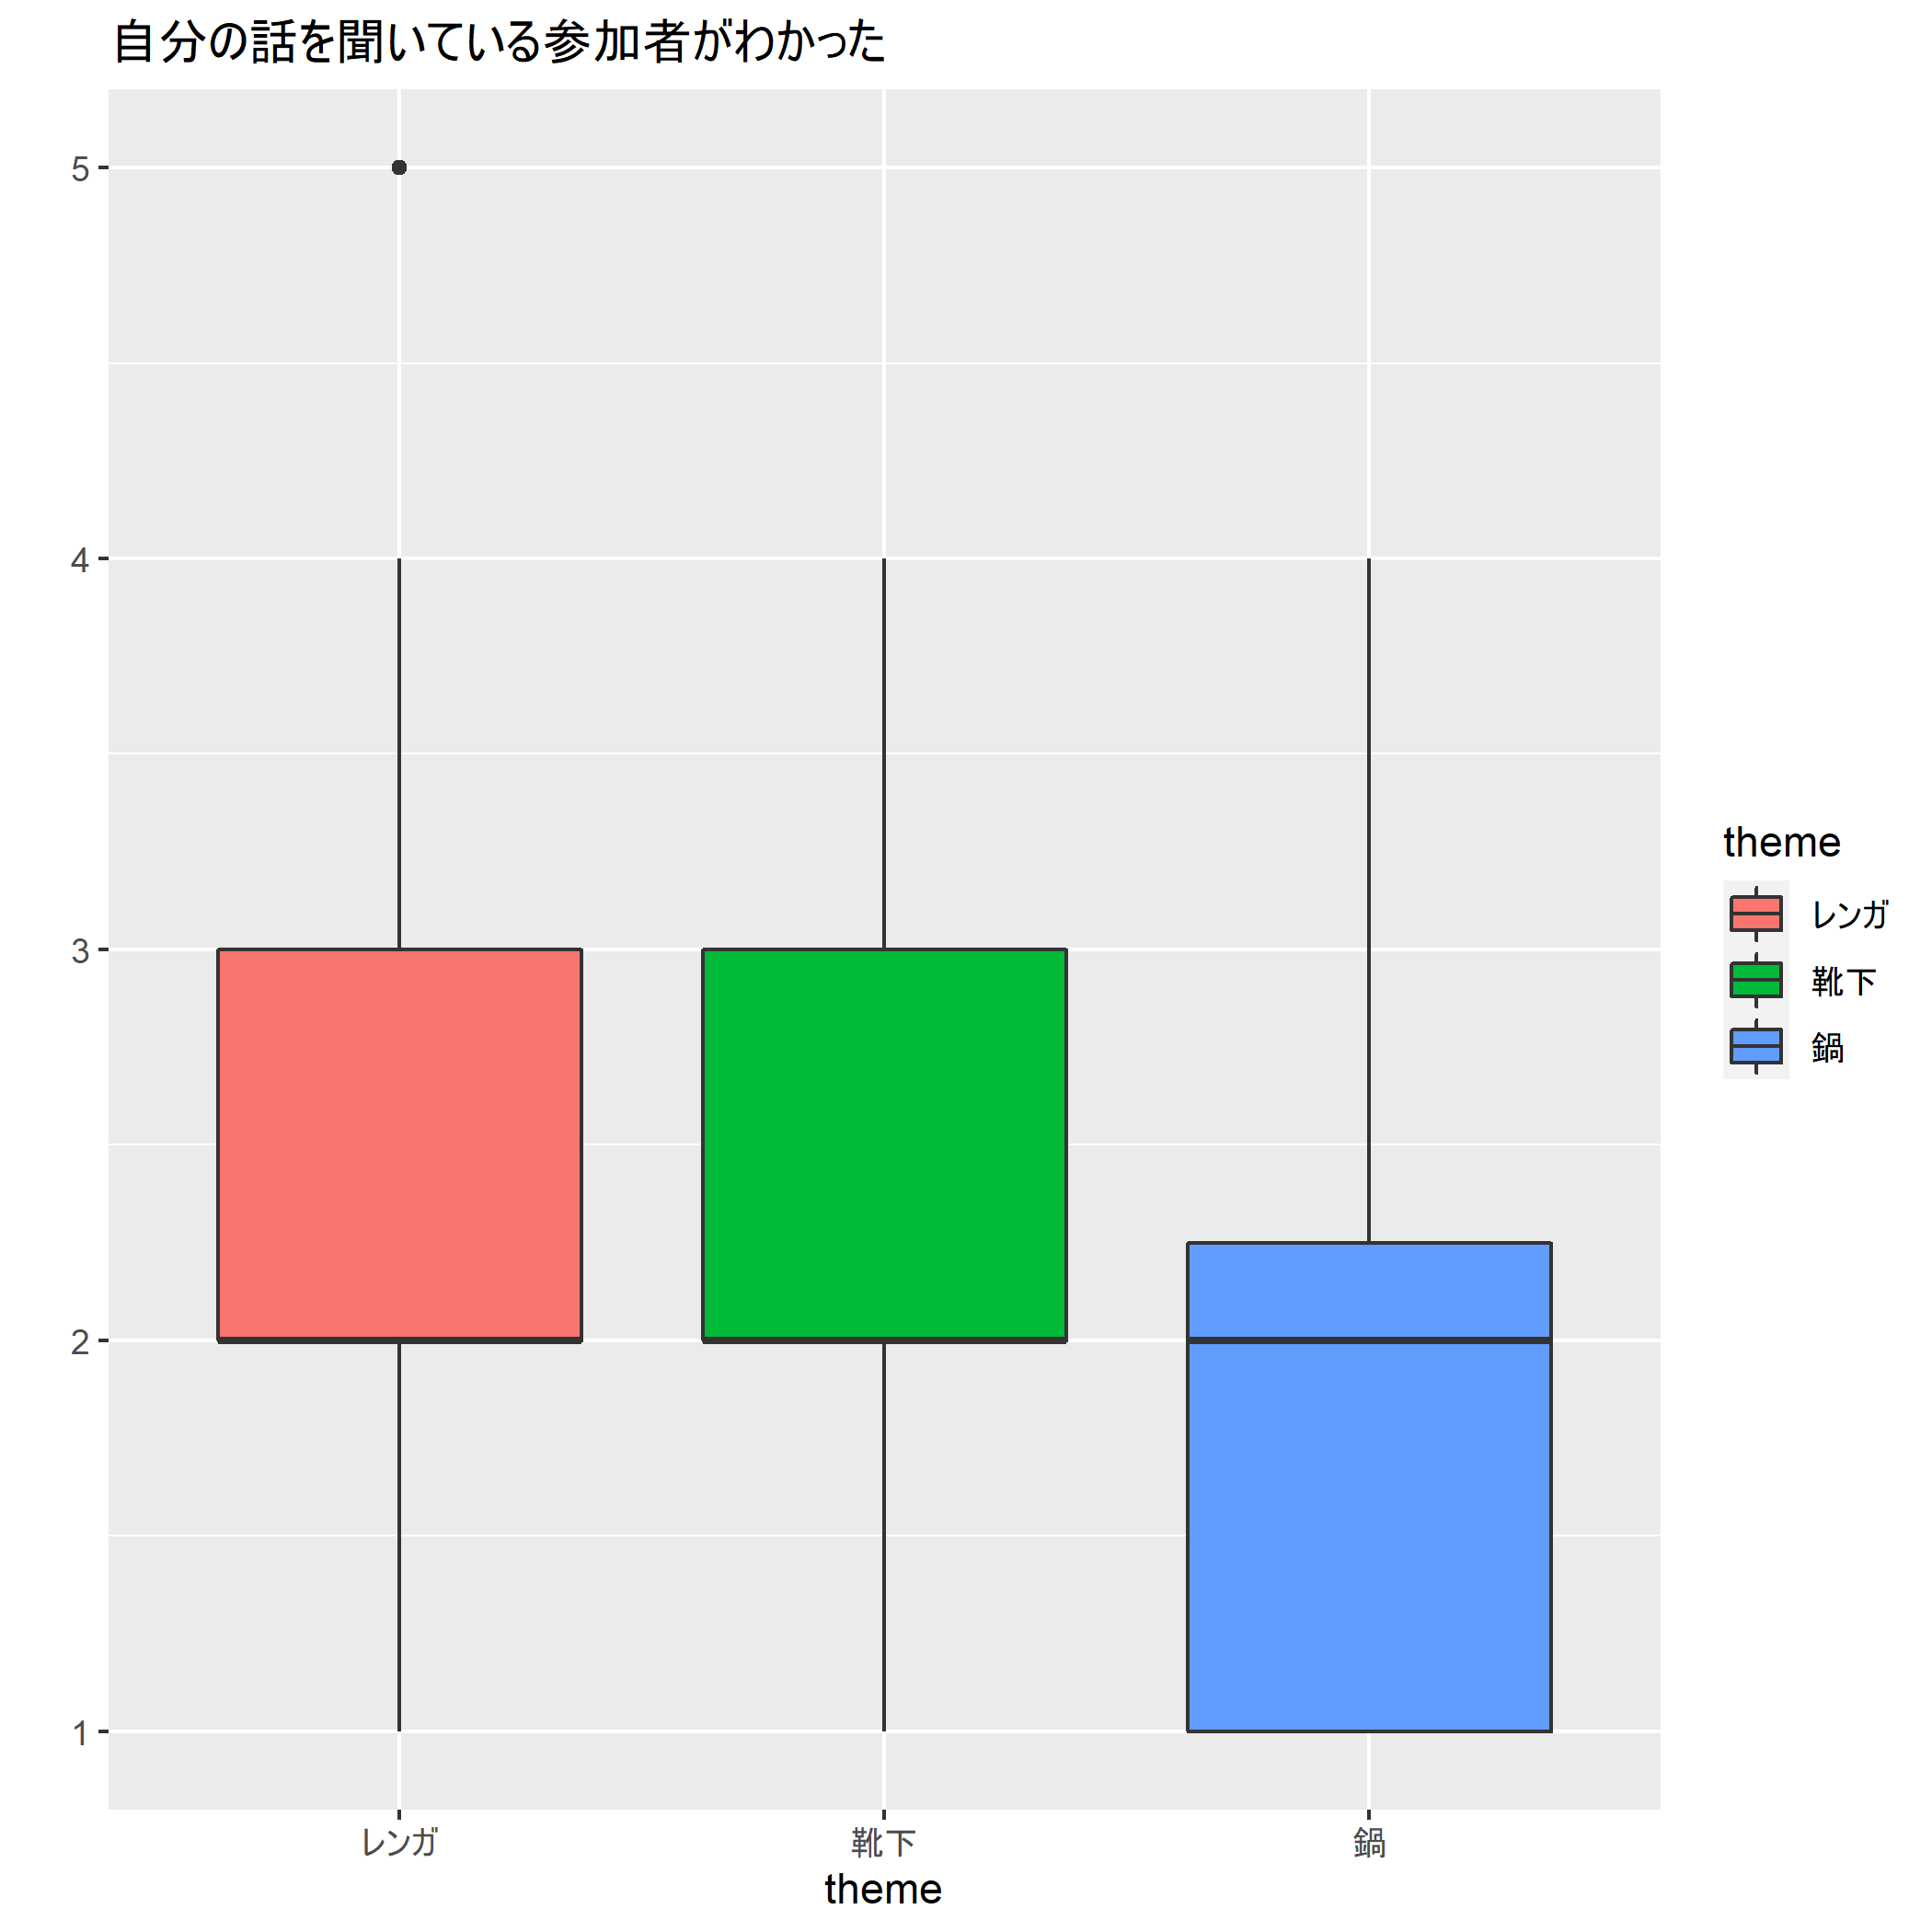 自分の話を聞いている参加者がわかった
5
4
3
2
1
レンガ 靴下 鍋
theme
theme
レンガ
靴下
鍋